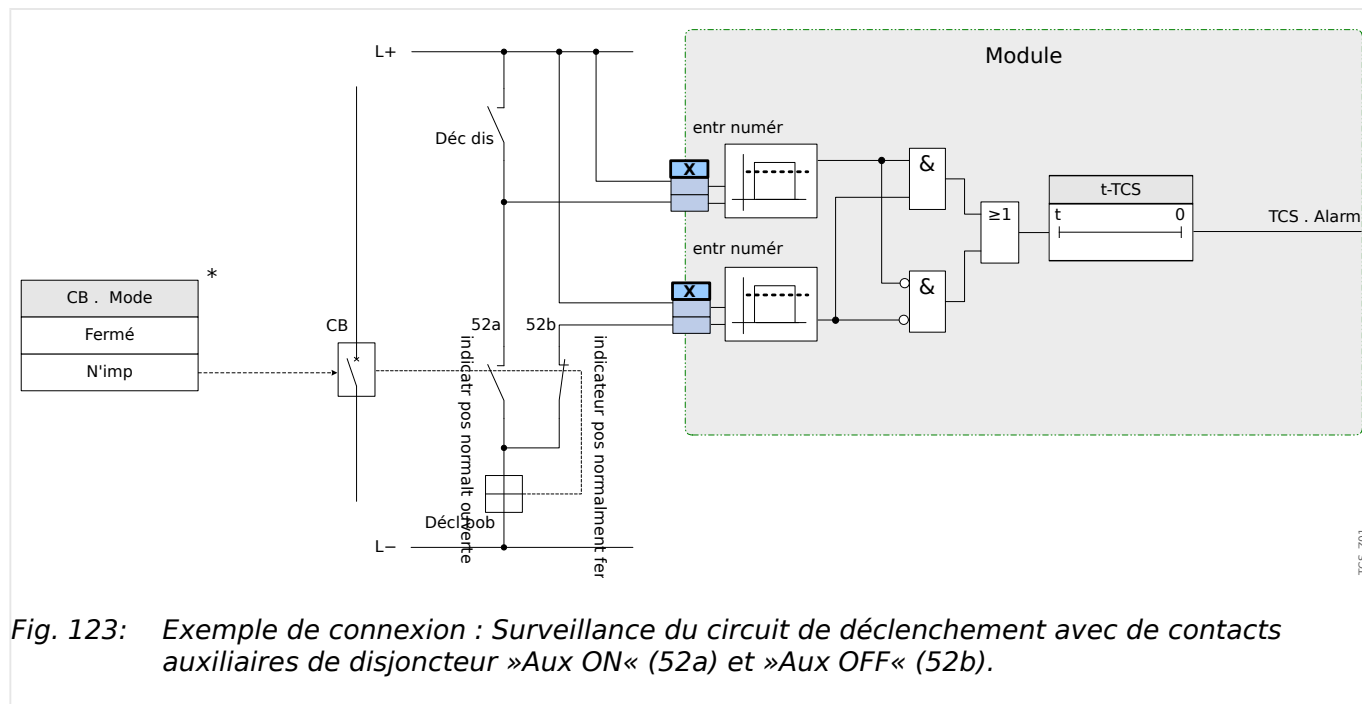 L+
Module
entr numér
Déc dis
X
&
t-TCS
t 0
≥1
TCS . Alarm
entr numér
*
CB . Mode
Fermé
N'imp
X
&
CB
52a
52b
indicatr pos normalt ouverte
indicateur pos normalment fer
Décl bob
L−
Fig. 123: Exemple de connexion : Surveillance du circuit de déclenchement avec de contacts
auxiliaires de disjoncteur »Aux ON« (52a) et »Aux OFF« (52b).